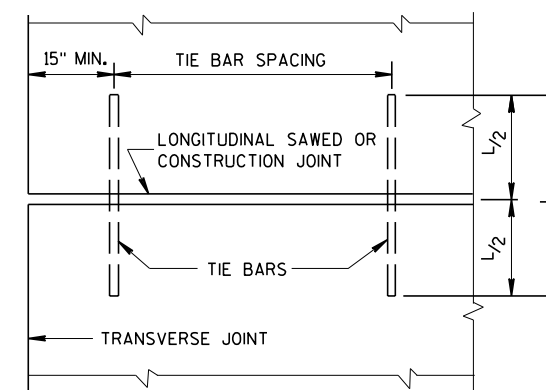 15" MIN.
TIE BAR SPACING
LONGITUDINAL SAWED OR
CONSTRUCTION JOINT
L/2
L/2
TIE BARS
TRANSVERSE JOINT